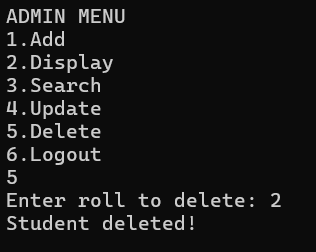 ADMIN MENU
1.Add
2.Display
3.Search
4.Update
5.Delete
6.Logout
5
Enter roll to delete: 2
Student deleted!